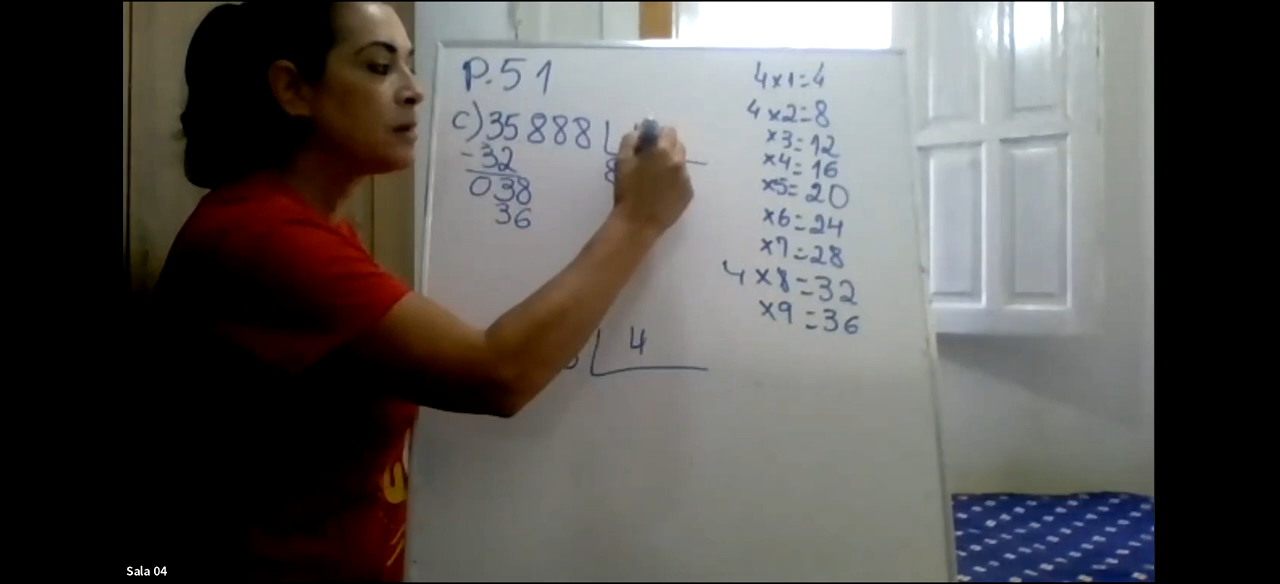 P.51
c) 35888
8
-32
038
36
4
4x1=4
4x2=8
x3=12
x4=16
x5=20
x6=24
x7=28
4x8=32
x9=36
Sala 04